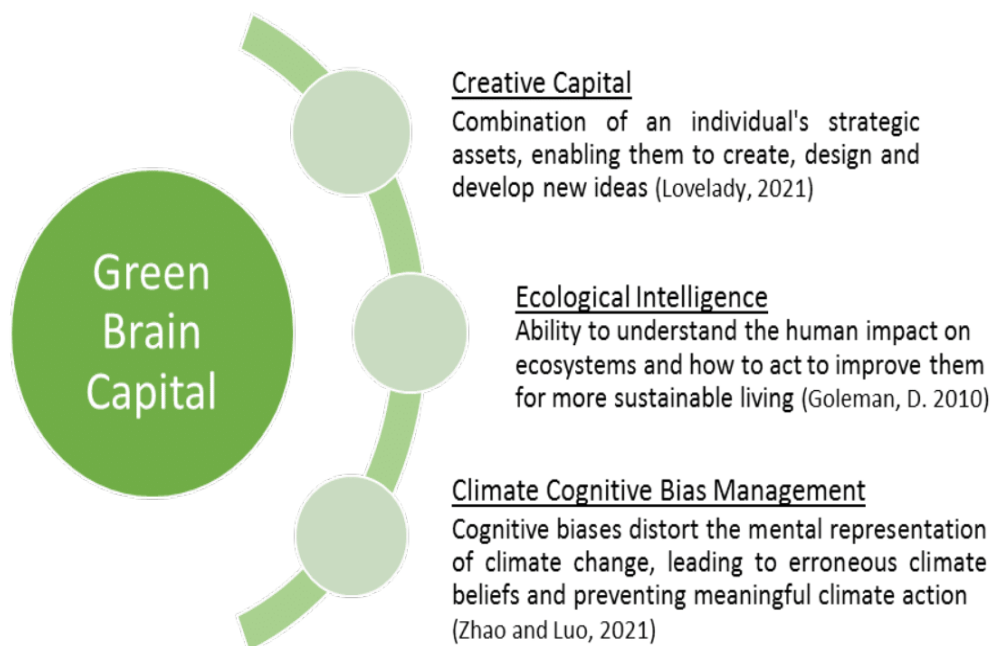 Green
Brain
Capital
Creative Capital
Combination of an individual's strategic
assets, enabling them to create, design and
develop new ideas (Lovelady, 2021)
Ecological Intelligence
Ability to understand the human impact on
ecosystems and how to act to improve them
for more sustainable living (Goleman, D. 2010)
Climate Cognitive Bias Management
Cognitive biases distort the mental representation
of climate change, leading to erroneous climate
beliefs and preventing meaningful climate action
(Zhao and Luo, 2021)